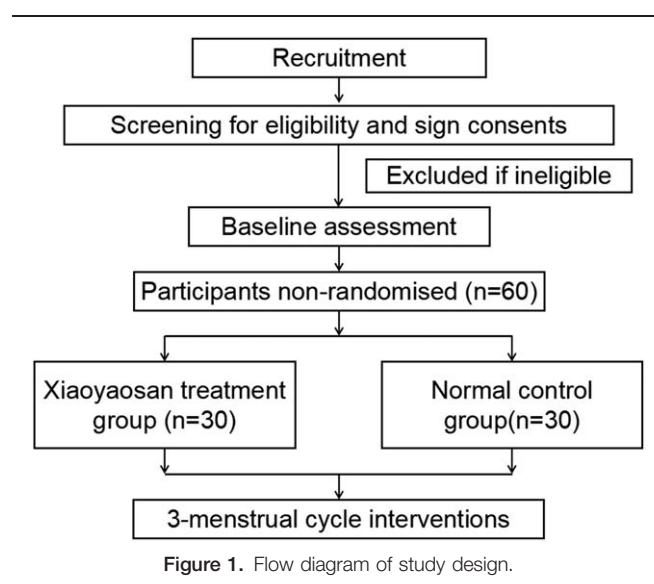 Recruitment
Screening for eligibility and sign consents
Excluded if ineligible
Baseline assessment
Participants non-randomised (n=60)
Xiaoyaosan treatment
group (n=30)
Normal control
group(n=30)
3-menstrual cycle interventions
Figure 1. Flow diagram of study design.